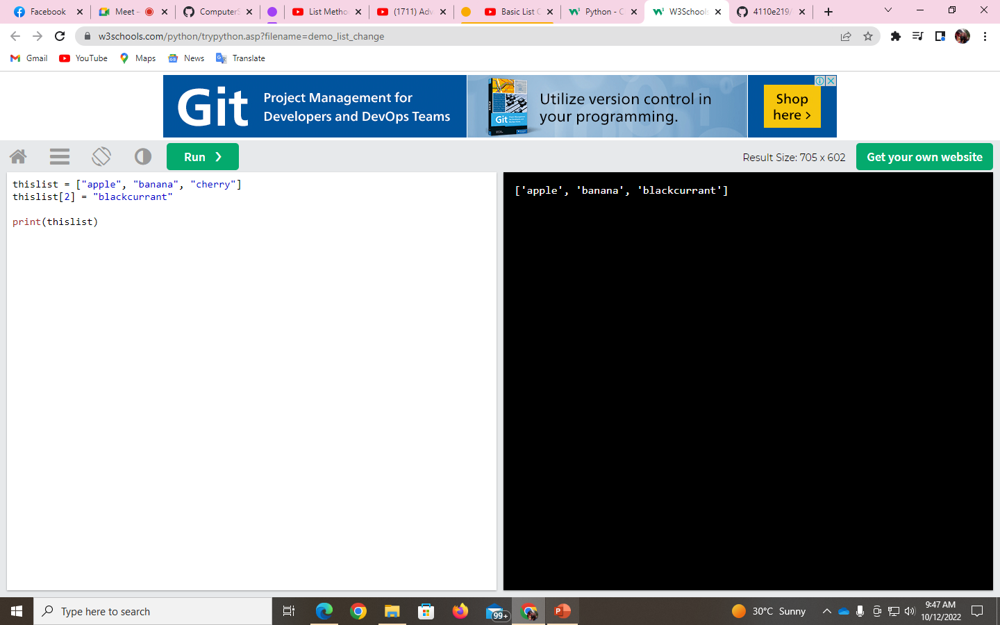 Facebook
Meet -
Computer
List Metho
(1711) Adv
Basic List C
Python - C
W3Schools
4110e219/
w3schools.com/python/trypython.asp?filename=demo_list_change
Gmail
YouTube
Maps
News
Translate
Git
Project Management for
Developers and DevOps Teams
Git
Utilize version control in
your programming.
Shop
here >
Run ❯
Result Size: 705 x 602
Get your own website
thislist = ["apple", "banana", "cherry"]
thislist[2] = "blackcurrant"
print(thislist)
['apple', 'banana', 'blackcurrant']
Type here to search
99+
30°C Sunny
9:47 AM
10/12/2022